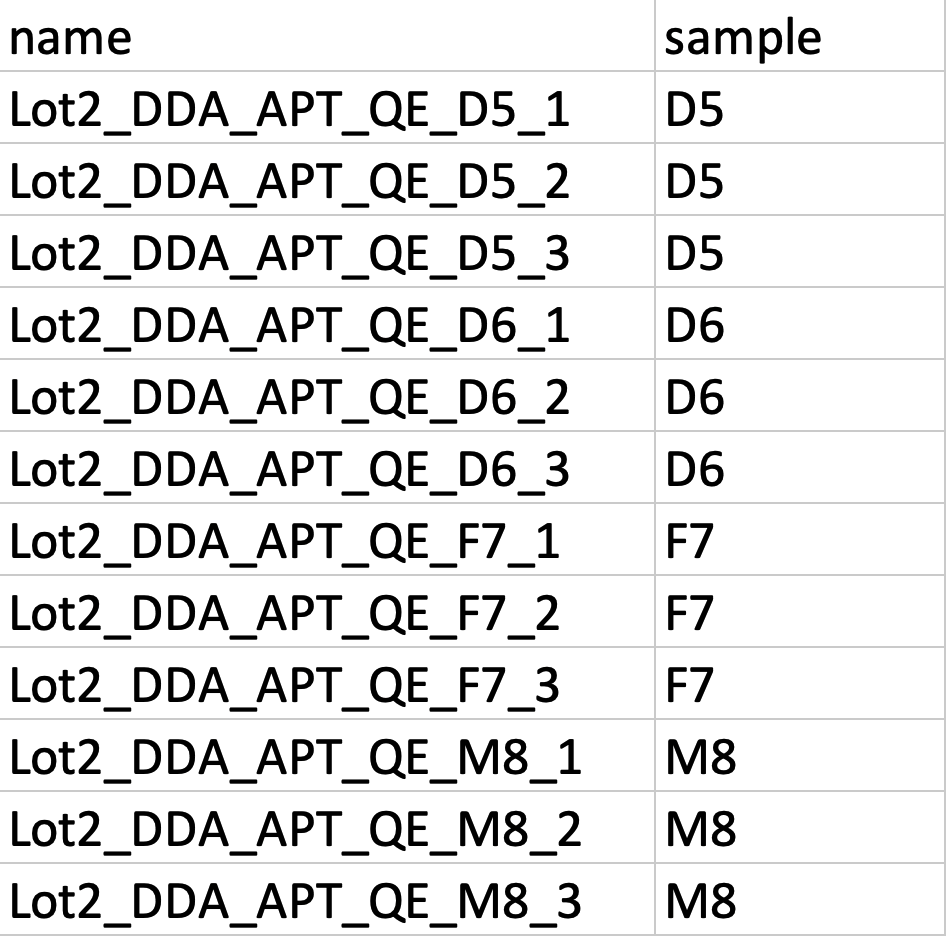 name sample
Lot2_DDA_APT_QE_D5_1 D5
Lot2_DDA_APT_QE_D5_2 D5
Lot2_DDA_APT_QE_D5_3 D5
Lot2_DDA_APT_QE_D6_1 D6
Lot2_DDA_APT_QE_D6_2 D6
Lot2_DDA_APT_QE_D6_3 D6
Lot2_DDA_APT_QE_F7_1 F7
Lot2_DDA_APT_QE_F7_2 F7
Lot2_DDA_APT_QE_F7_3 F7
Lot2_DDA_APT_QE_M8_1 M8
Lot2_DDA_APT_QE_M8_2 M8
Lot2_DDA_APT_QE_M8_3 M8